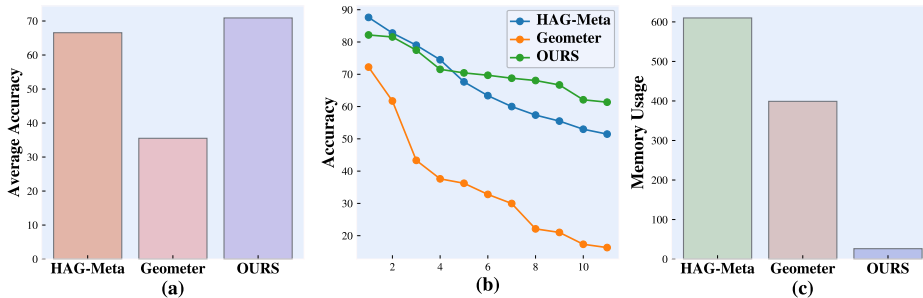 Average Accuracy
70
60
50
40
30
20
10
0
HAG-Meta Geometer OURS
(a)
Accuracy
90
80
70
60
50
40
30
20
2 4 6 8 10
HAG-Meta
Geometer
OURS
(b)
Memory Usage
600
500
400
300
200
100
0
HAG-Meta Geometer OURS
(c)